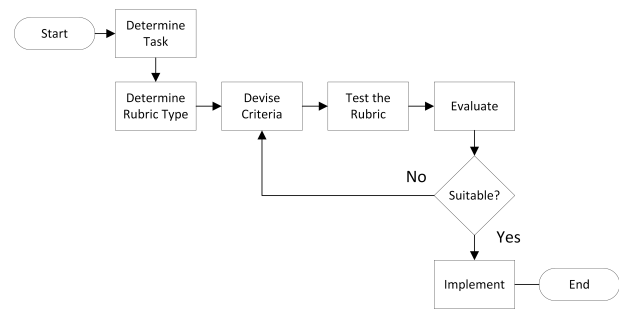 Start
Determine
Task
Determine
Rubric Type
Devise
Criteria
Test the
Rubric
Evaluate
No
Suitable?
Yes
Implement
End